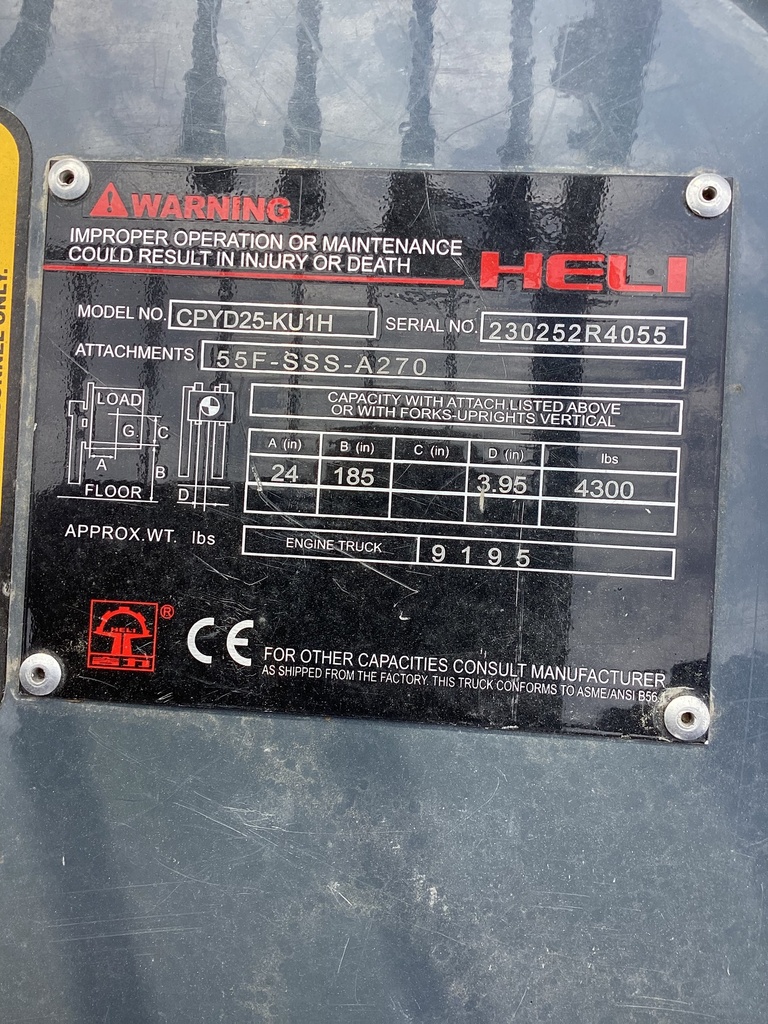 WARNING
IMPROPER OPERATION OR MAINTENANCE
COULD RESULT IN INJURY OR DEATH
HELI
MODEL NO. CPYD25-KU1H SERIAL NO. 230252R4055
ATTACHMENTS 55F-SSS-A270
LOAD
G
C
A
B
FLOOR
D
CAPACITY WITH ATTACH.LISTED ABOVE
OR WITH FORKS-UPRIGHTS VERTICAL
A (in) B (in) C (in) D (in) lbs
24 185 3.95 4300
APPROX.WT. lbs
ENGINE TRUCK 9195
HELI
®
CE
FOR OTHER CAPACITIES CONSULT MANUFACTURER
AS SHIPPED FROM THE FACTORY. THIS TRUCK CONFORMS TO ASME/ANSI B56.
ONLY.